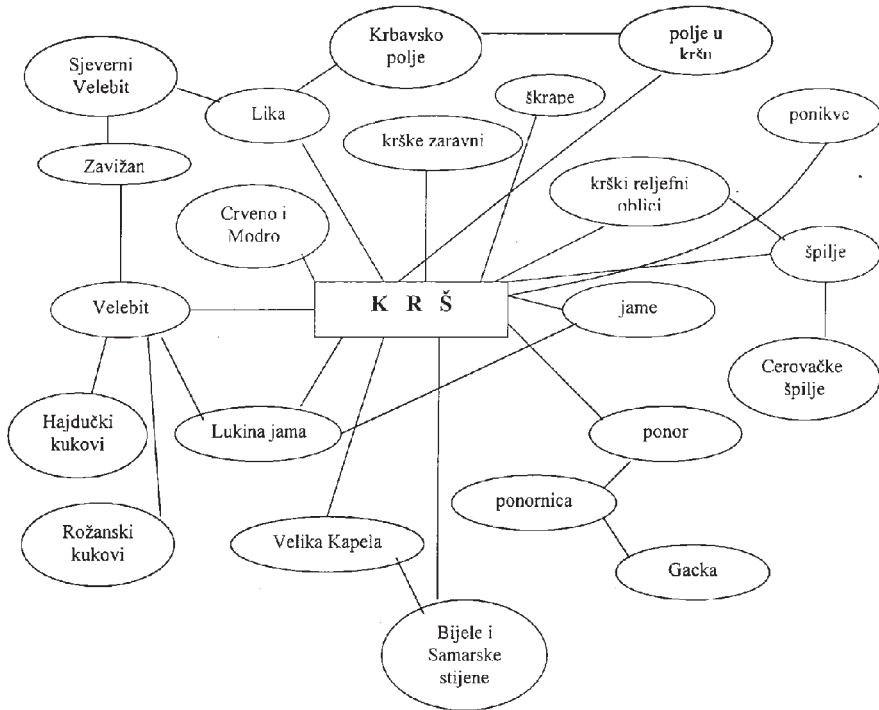 Krbavsko
polje
polje u
kršu
Sjeverni
Velebit
Lika
škrape
ponikve
krške zaravni
Zavižan
krški reljefni
oblici
Crveno i
Modro
špilje
Velebit
K R Š
jame
Cerovačke
špilje
Hajdučki
kukovi
Lukina jama
ponor
ponornica
Rožanski
kukovi
Velika Kapela
Gacka
Bijele i
Samarske
stijene